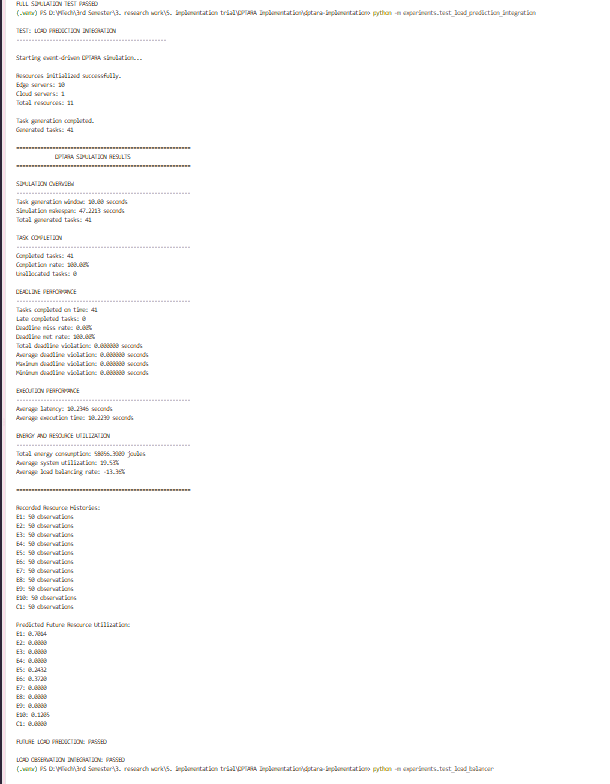 FULL SIMULATION TEST PASSED
(.venv) PS D:\MTech\3rd Semester\3. research work\5. implementation trial\DPTARA implementation\dptara-implementation> python -m experiments.test_load_prediction_integration
TEST: LOAD PREDICTION INTEGRATION
--------------------------------------------------
Starting event-driven DPTARA simulation...
Resources initialized successfully.
Edge servers: 10
Cloud servers: 1
Total resources: 11
Task generation completed.
Generated tasks: 41
============================================================
DPTARA SIMULATION RESULTS
============================================================
SIMULATION OVERVIEW
------------------------------------------------------------
Task generation window: 10.00 seconds
Simulation makespan: 47.2213 seconds
Total generated tasks: 41
TASK COMPLETION
------------------------------------------------------------
Completed tasks: 41
Completion rate: 100.00%
Unallocated tasks: 0
DEADLINE PERFORMANCE
------------------------------------------------------------
Tasks completed on time: 41
Late completed tasks: 0
Deadline miss rate: 0.00%
Deadline met rate: 100.00%
Total deadline violation: 0.000000 seconds
Average deadline violation: 0.000000 seconds
Maximum deadline violation: 0.000000 seconds
Minimum deadline violation: 0.000000 seconds
EXECUTION PERFORMANCE
------------------------------------------------------------
Average latency: 10.2346 seconds
Average execution time: 10.2239 seconds
ENERGY AND RESOURCE UTILIZATION
------------------------------------------------------------
Total energy consumption: joules
Average system utilization: 19.53%
Average load balancing rate: -13.36%
============================================================
Recorded Resource Histories:
E1: 50 observations
E2: 50 observations
E3: 50 observations
E4: 50 observations
E5: 50 observations
E6: 50 observations
E7: 50 observations
E8: 50 observations
E9: 50 observations
E10: 50 observations
C1: 50 observations
Predicted Future Resource Utilization:
E1: 0.7014
E2: 0.0000
E3: 0.0000
E4: 0.0000
E5: 0.2432
E6: 0.3720
E7: 0.0000
E8: 0.0000
E9: 0.0000
E10: 0.1205
C1: 0.0000
FUTURE LOAD PREDICTION: PASSED
LOAD OBSERVATION INTEGRATION: PASSED
(.venv) PS D:\MTech\3rd Semester\3. research work\5. implementation trial\DPTARA implementation\dptara-implementation> python -m experiments.test_load_balancer